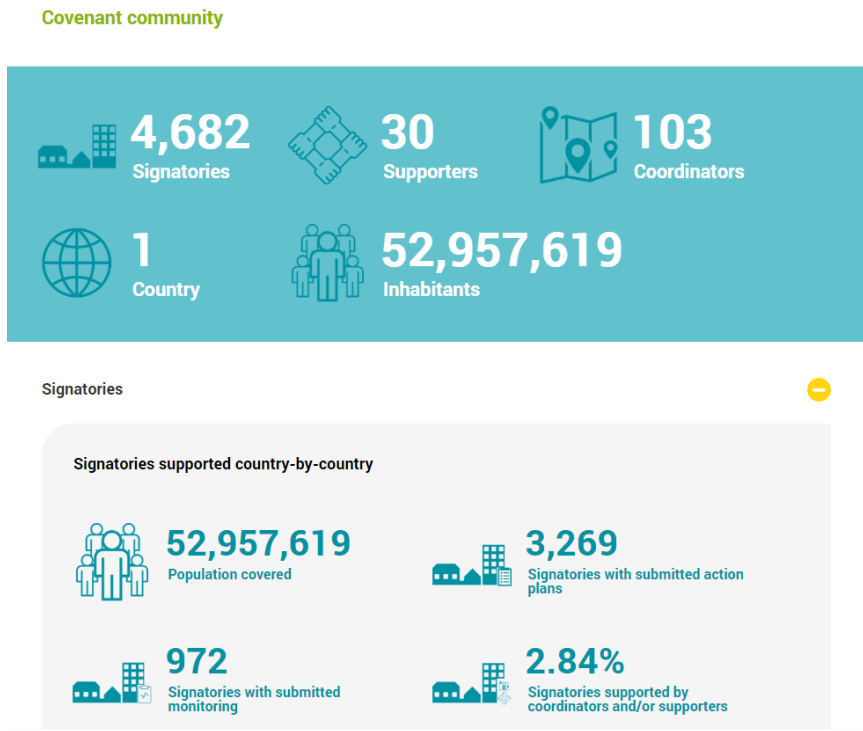 Covenant community
4,682
Signatories
30
Supporters
103
Coordinators
1
Country
52,957,619
Inhabitants
Signatories
Signatories supported country-by-country
52,957,619
Population covered
3,269
Signatories with submitted action
plans
972
Signatories with submitted
monitoring
2.84%
Signatories supported by
coordinators and/or supporters